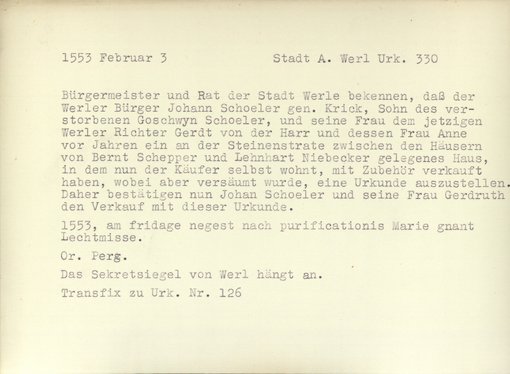 1553 Februar 3 Stadt A. Werl Urk. 330
Bürgermeister und Rat der Stadt Werle bekennen, daß der
Werler Bürger Johann Schoeler gen. Krick, Sohn des ver-
storbenen Goschwyn Schoeler, und seine Frau dem jetzigen
Werler Richter Gerdt von der Harr und dessen Frau Anne
vor Jahren ein an der Steinenstrate zwischen den Häusern
von Bernt Schepper und Lehnhart Niebecker gelegenes Haus,
in dem nun der Käufer selbst wohnt, mit Zubehör verkauft
haben, wobei aber versäumt wurde, eine Urkunde auszustellen.
Daher bestätigen nun Johan Schoeler und seine Frau Gerdruth
den Verkauf mit dieser Urkunde.
1553, am fridage negest nach purificationis Marie gnant
Lechtmisse.
Or. Perg.
Das Sekretsiegel von Werl hängt an.
Transfix zu Urk. Nr. 126